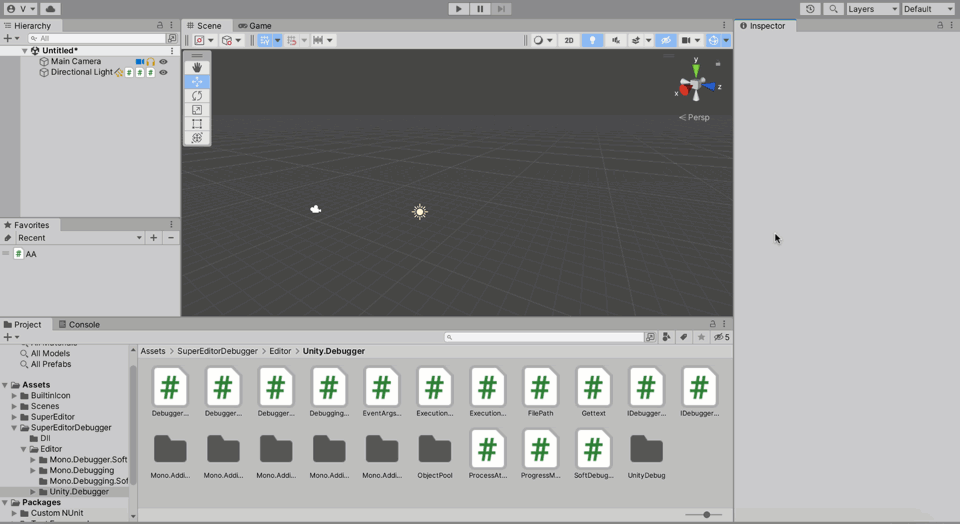 V
Layers
Default
Hierarchy
Scene
Game
Inspector
All
2D
Untitled*
Main Camera
Directional Light
y
x
z
Persp
Favorites
Recent
AA
Project
Console
5
All Models
All Prefabs
Assets
BuiltinIcon
Scenes
SuperEditor
SuperEditorDebugger
Dll
Editor
Mono.Debugger.Soft
Mono.Debugging
Mono.Debugging.Sof
Unity.Debugger
Packages
Custom NUnit
Assets > SuperEditorDebugger > Editor > Unity.Debugger
Debugger...
Debugger...
Debugger...
Debugging...
EventArgs...
Execution...
Execution...
FilePath
Gettext
IDebugger...
IDebugger...
Mono.Addi...
Mono.Addi...
Mono.Addi...
Mono.Addi...
Mono.Addi...
ObjectPool
ProcessAt...
ProgressM...
SoftDebug...
UnityDebug